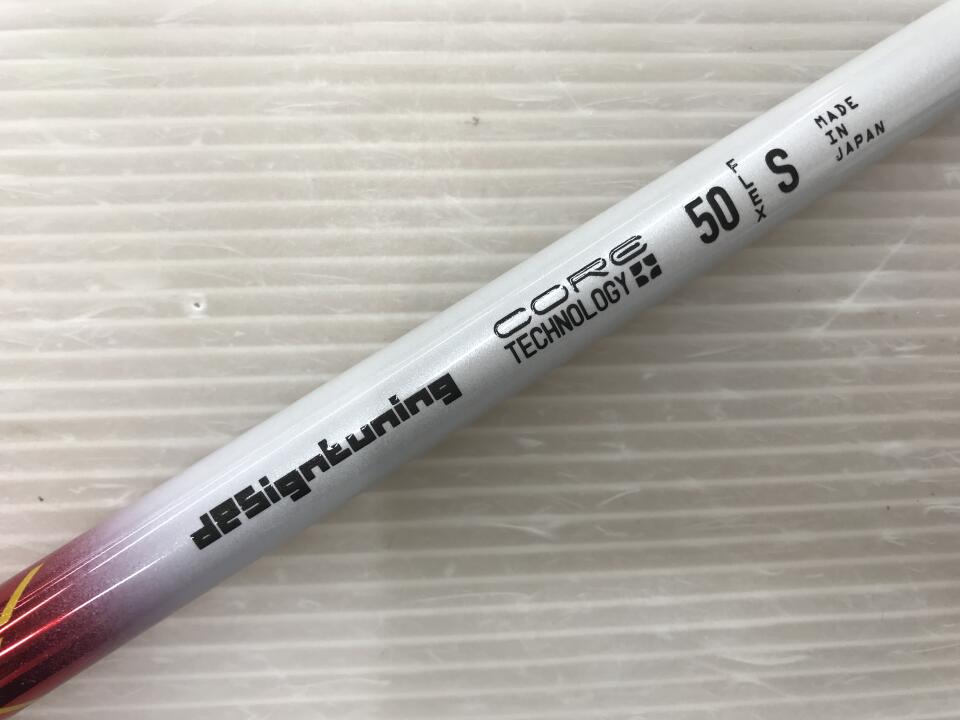 designtuning
CORE
TECHNOLOGY
50
FLEX
S
MADE
IN
JAPAN